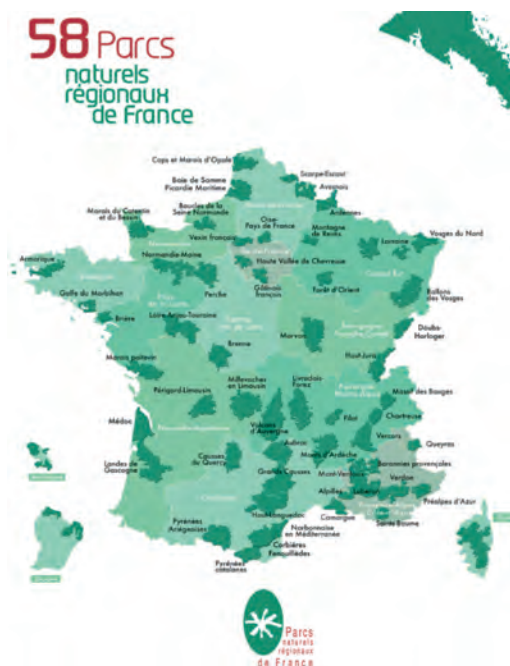 58 Parcs
naturels
régionaux
de France
Caps et Marais d'Opale
Scarpe-Escaut
Baie de Somme
Picardie Maritime
Avesnois
Boucles de la
Seine Normande
Ardennes
Marais du Cotentin
et du Bessin
Oise-
Pays de France
Montagne
de Reims
Vexin français
Vosges du Nord
Lorraine
Normandie-Maine
Haute Vallée de Chevreuse
Armorique
Perche
Gâtinais
français
Forêt d'Orient
Ballons
des Vosges
Golfe du Morbihan
Brière
Loire-Anjou-Touraine
Doubs-
Horloger
Brenne
Morvan
Haut-Jura
Marais poitevin
Millevaches
en Limousin
Livradois
Forez
Massif des Bauges
Périgord-Limousin
Chartreuse
Médoc
Volcans
d'Auvergne
Pilat
Vercors
Aubrac
Queyras
Causses
du Quercy
Monts d'Ardèche
Baronnies provençales
Landes de
Gascogne
Grands Causses
Mont-Ventoux
Verdon
Alpilles
Luberon
Préalpes d'Azur
Haut-Languedoc
Camargue
Sainte-Baume
Pyrénées
Ariégeoises
Narbonnaise
en Méditerranée
Corbières
Fenouillèdes
Pyrénées
catalanes
Parcs
naturels
régionaux
de France